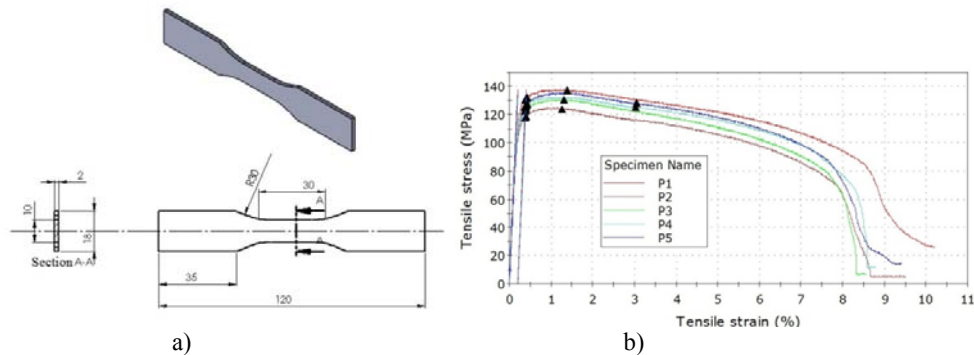 2
10
18
Section A-A
R30
30
A
A
35
120
a)
Tensile stress (MPa)
140
120
100
80
60
40
20
0
Specimen Name
P1
P2
P3
P4
P5
0 1 2 3 4 5 6 7 8 9 10 11
Tensile strain (%)
b)